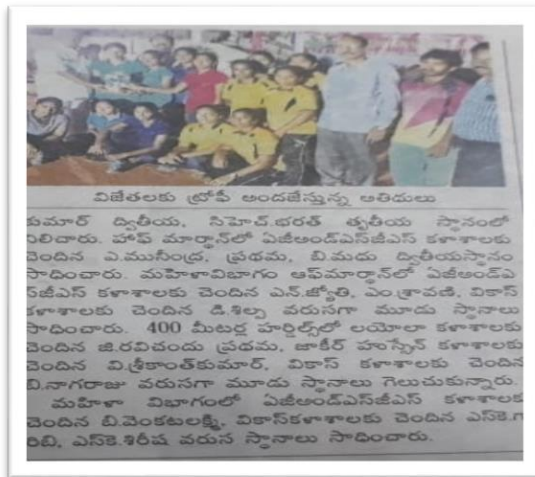 విజేతలకు ట్రోఫీ అందజేస్తున్న అతిథులు
కుమార్ ద్వితీయ, సిహెచ్.భరత్ తృతీయ స్థానంలో
నిలిచారు. హాఫ్ మార్థాన్‌లో ఏజీఅండ్‌ఎస్‌జీఎస్ కళాశాలకు
చెందిన ఎ.మునీంద్ర, ప్రథమ, బి.మధు ద్వితీయస్థానం
సాధించారు. మహిళావిభాగం ఆఫ్‌మార్థాన్‌లో ఏజీఅండ్‌ఎ
స్‌జీఎస్ కళాశాలకు చెందిన ఎన్.జ్యోతి, ఎం.శ్రావణి, వికాస్
కళాశాలకు చెందిన డి.శిల్ప వరుసగా మూడు స్థానాలు
సాధించారు. 400 మీటర్ల హర్డిల్స్‌లో లయోలా కళాశాలకు
చెందిన జి.రవిచందు ప్రథమ, జాకీర్ హుస్సేన్ కళాశాలకు
చెందిన వి.శ్రీకాంత్‌కుమార్, వికాస్ కళాశాలకు చెందిన
బి.నాగరాజు వరుసగా మూడు స్థానాలు గెలుచుకున్నారు.
మహిళా విభాగంలో ఏజీఅండ్‌ఎస్‌జీఎస్ కళాశాలకు
చెందిన బి.వెంకటలక్ష్మి, వికాస్‌కళాశాలకు చెందిన ఎస్‌కె.గ
రిబి, ఎస్‌కె.శిరీష వరుస స్థానాలు సాధించారు.